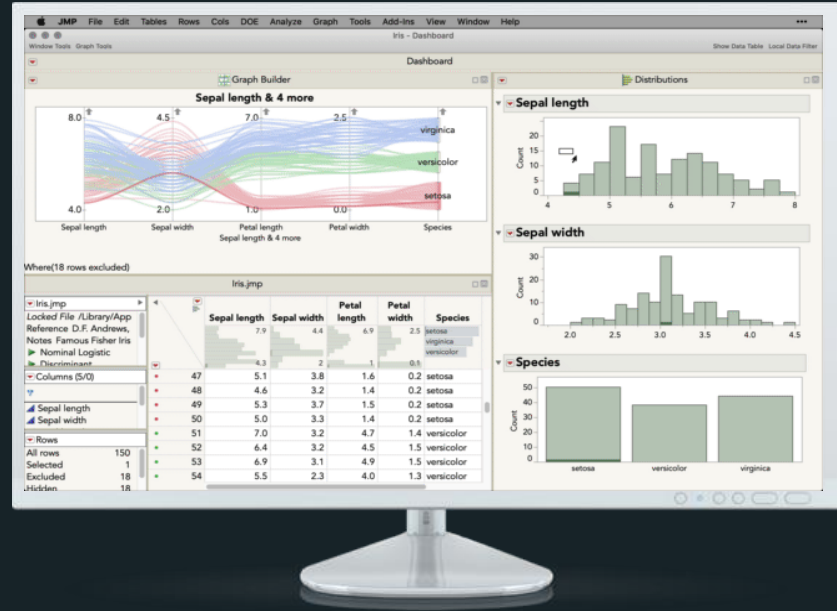 JMP File Edit Tables Rows Cols DOE Analyze Graph Tools Add-Ins View Window Help
Iris - Dashboard
Window Tools Graph Tools
Show Data Table Local Data Filter
Dashboard
Graph Builder
Sepal length & 4 more
8.0 4.5 7.0 2.5
virginica
versicolor
setosa
4.0 2.0 1.0 0.0
Sepal length Sepal width Petal length Petal width Species
Sepal length & 4 more
Where(18 rows excluded)
Iris.jmp
Iris.jmp
Locked File /Library/App
Reference D.F. Andrews,
Notes Famous Fisher Iris
Nominal Logistic
Discriminant
Columns (5/0)
Sepal length
Sepal width
Rows
All rows 150
Selected 1
Excluded 18
Hidden 18
Sepal length Sepal width Petal length Petal width Species
7.9 4.4 6.9 2.5 setosa
virginica
versicolor
4.3 2 1 0.1
47 5.1 3.8 1.6 0.2 setosa
48 4.6 3.2 1.4 0.2 setosa
49 5.3 3.7 1.5 0.2 setosa
50 5.0 3.3 1.4 0.2 setosa
51 7.0 3.2 4.7 1.4 versicolor
52 6.4 3.2 4.5 1.5 versicolor
53 6.9 3.1 4.9 1.5 versicolor
54 5.5 2.3 4.0 1.3 versicolor
Distributions
Sepal length
Count
20
15
10
5
0
4 5 6 7 8
Sepal width
Count
30
20
10
0
2.0 2.5 3.0 3.5 4.0 4.5
Species
Count
50
40
30
20
10
0
setosa versicolor virginica